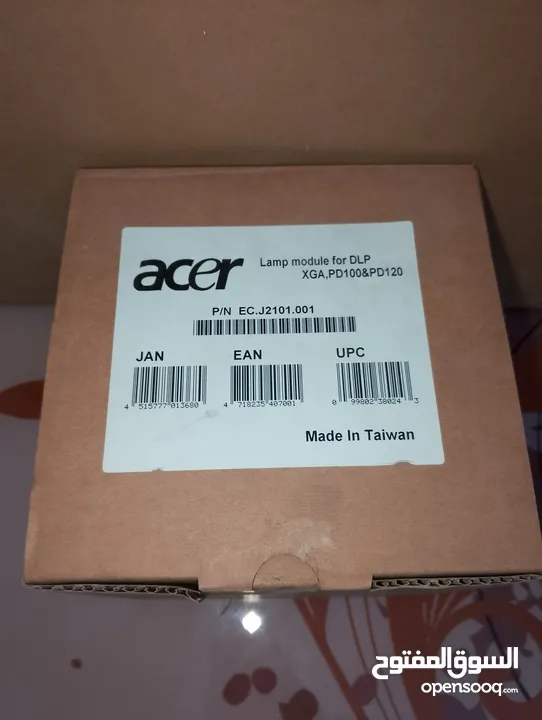 acer
Lamp module for DLP
XGA,PD100&PD120
P/N EC.J2101.001
JAN EAN UPC
4 515777 013680 4 718235 407001 0 99802 38024 3
Made In Taiwan
السوق المفتوح
opensooq.com